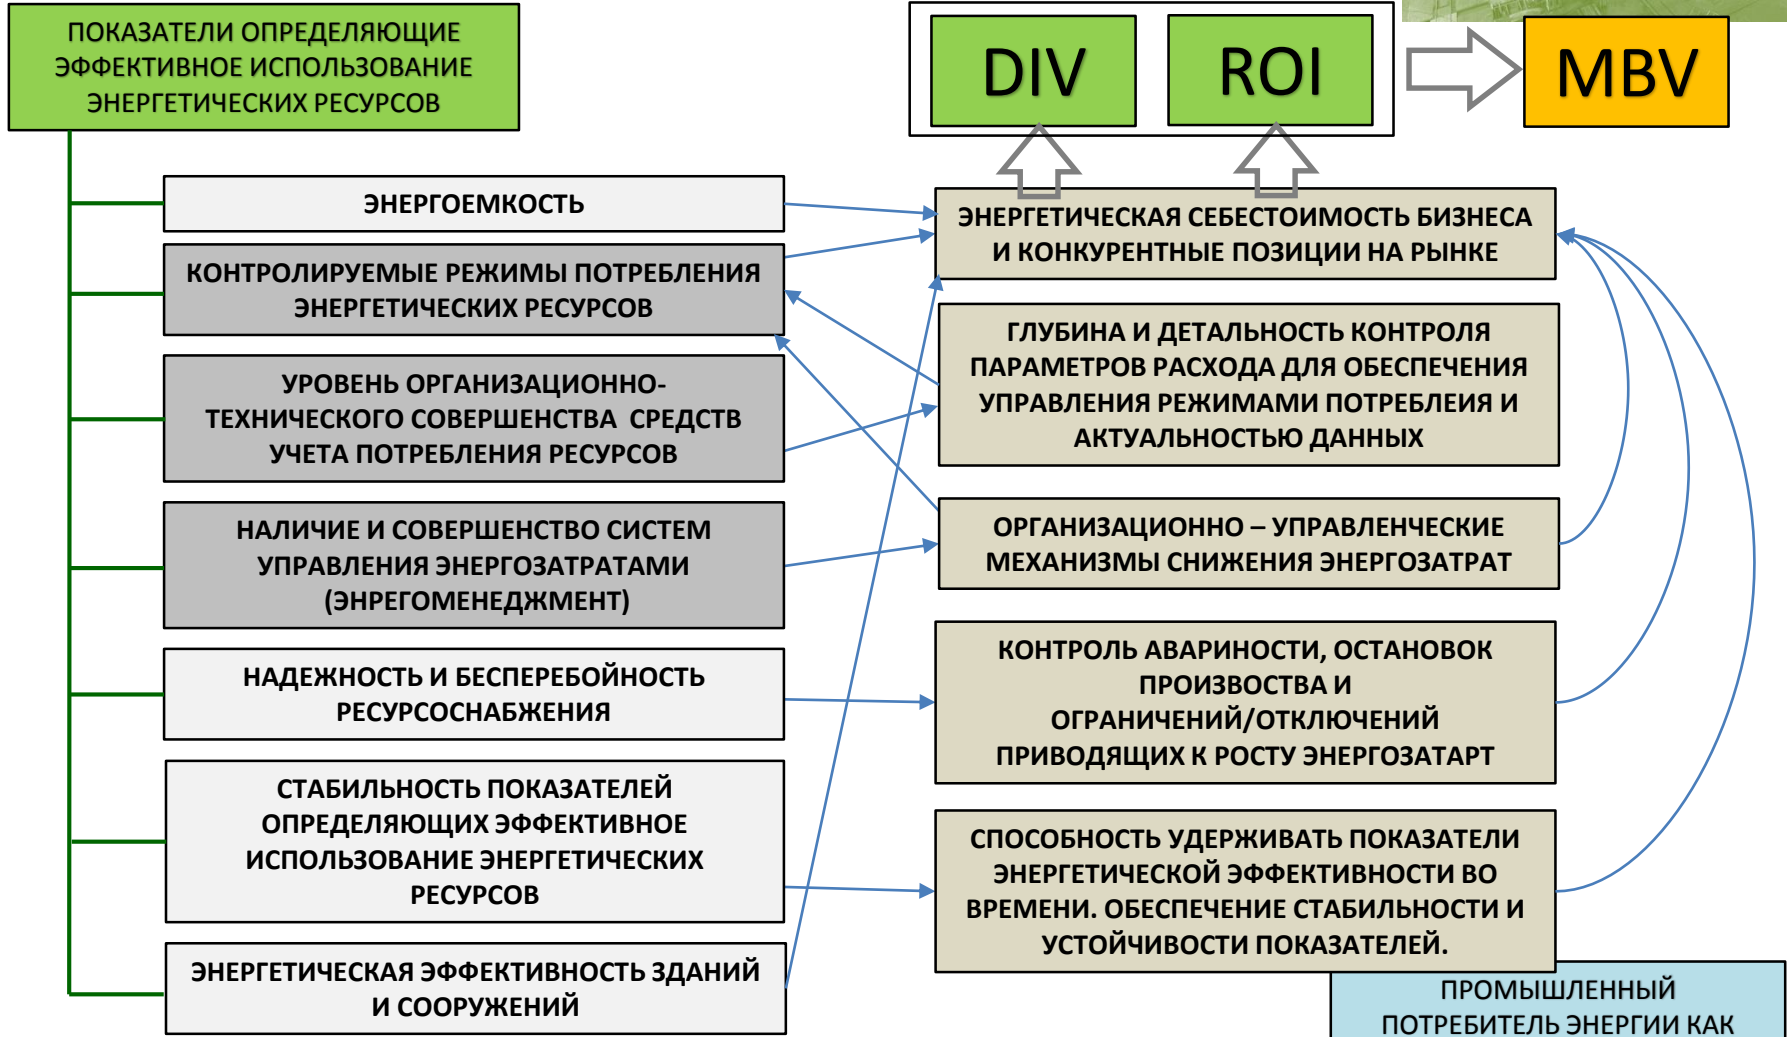 ПОКАЗАТЕЛИ ОПРЕДЕЛЯЮЩИЕ
ЭФФЕКТИВНОЕ ИСПОЛЬЗОВАНИЕ
ЭНЕРГЕТИЧЕСКИХ РЕСУРСОВ
DIV
ROI
MBV
ЭНЕРГОЕМКОСТЬ
КОНТРОЛИРУЕМЫЕ РЕЖИМЫ ПОТРЕБЛЕНИЯ
ЭНЕРГЕТИЧЕСКИХ РЕСУРСОВ
УРОВЕНЬ ОРГАНИЗАЦИОННО-
ТЕХНИЧЕСКОГО СОВЕРШЕНСТВА СРЕДСТВ
УЧЕТА ПОТРЕБЛЕНИЯ РЕСУРСОВ
НАЛИЧИЕ И СОВЕРШЕНСТВО СИСТЕМ
УПРАВЛЕНИЯ ЭНЕРГОЗАТРАТАМИ
(ЭНРЕГОМЕНЕДЖМЕНТ)
НАДЕЖНОСТЬ И БЕСПЕРЕБОЙНОСТЬ
РЕСУРСОСНАБЖЕНИЯ
СТАБИЛЬНОСТЬ ПОКАЗАТЕЛЕЙ
ОПРЕДЕЛЯЮЩИХ ЭФФЕКТИВНОЕ
ИСПОЛЬЗОВАНИЕ ЭНЕРГЕТИЧЕСКИХ
РЕСУРСОВ
ЭНЕРГЕТИЧЕСКАЯ ЭФФЕКТИВНОСТЬ ЗДАНИЙ
И СООРУЖЕНИЙ
ЭНЕРГЕТИЧЕСКАЯ СЕБЕСТОИМОСТЬ БИЗНЕСА
И КОНКУРЕНТНЫЕ ПОЗИЦИИ НА РЫНКЕ
ГЛУБИНА И ДЕТАЛЬНОСТЬ КОНТРОЛЯ
ПАРАМЕТРОВ РАСХОДА ДЛЯ ОБЕСПЕЧЕНИЯ
УПРАВЛЕНИЯ РЕЖИМАМИ ПОТРЕБЛЕИЯ И
АКТУАЛЬНОСТЬЮ ДАННЫХ
ОРГАНИЗАЦИОННО – УПРАВЛЕНЧЕСКИЕ
МЕХАНИЗМЫ СНИЖЕНИЯ ЭНЕРГОЗАТРАТ
КОНТРОЛЬ АВАРИНОСТИ, ОСТАНОВОК
ПРОИЗВОСТВА И
ОГРАНИЧЕНИЙ/ОТКЛЮЧЕНИЙ
ПРИВОДЯЩИХ К РОСТУ ЭНЕРГОЗАТАРТ
СПОСОБНОСТЬ УДЕРЖИВАТЬ ПОКАЗАТЕЛИ
ЭНЕРГЕТИЧЕСКОЙ ЭФФЕКТИВНОСТИ ВО
ВРЕМЕНИ. ОБЕСПЕЧЕНИЕ СТАБИЛЬНОСТИ И
УСТОЙЧИВОСТИ ПОКАЗАТЕЛЕЙ.
ПРОМЫШЛЕННЫЙ
ПОТРЕБИТЕЛЬ ЭНЕРГИИ КАК